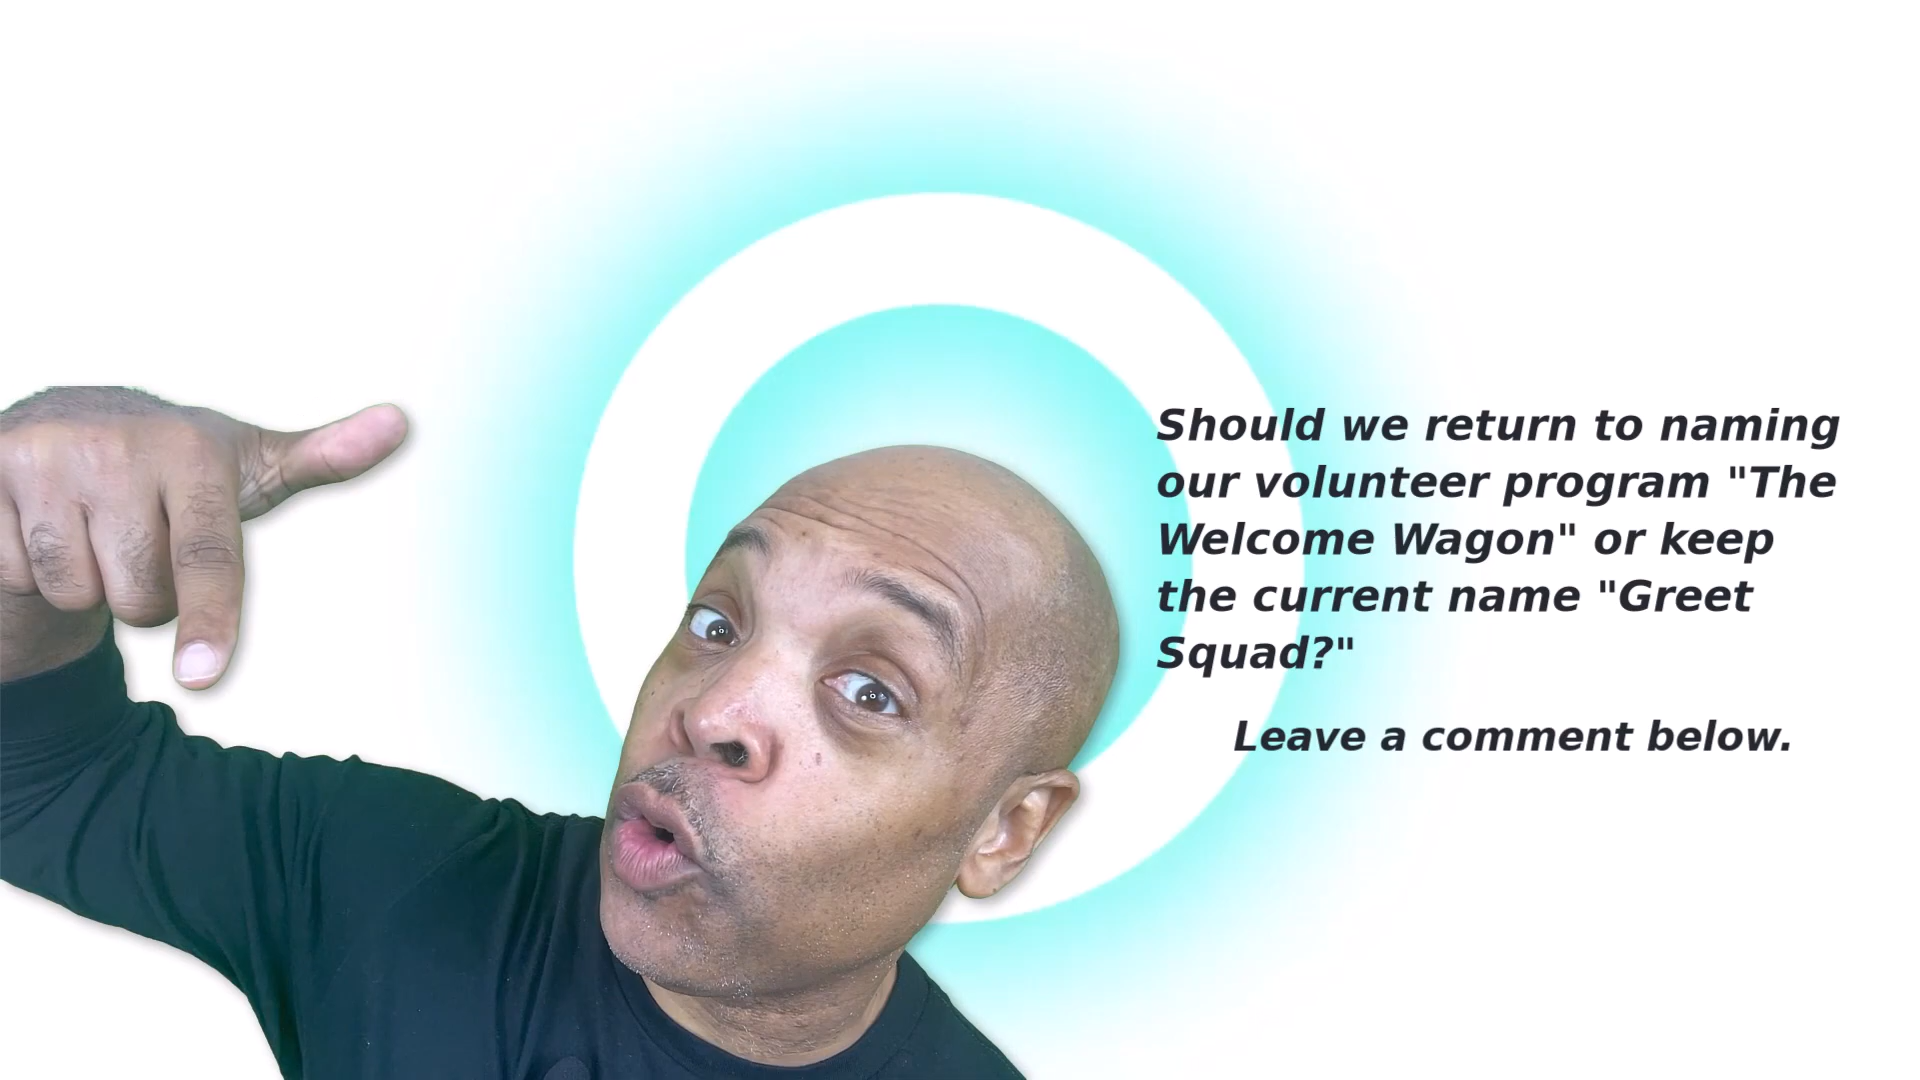 Should we return to naming
our volunteer program "The
Welcome Wagon" or keep
the current name "Greet
Squad?"
Leave a comment below.